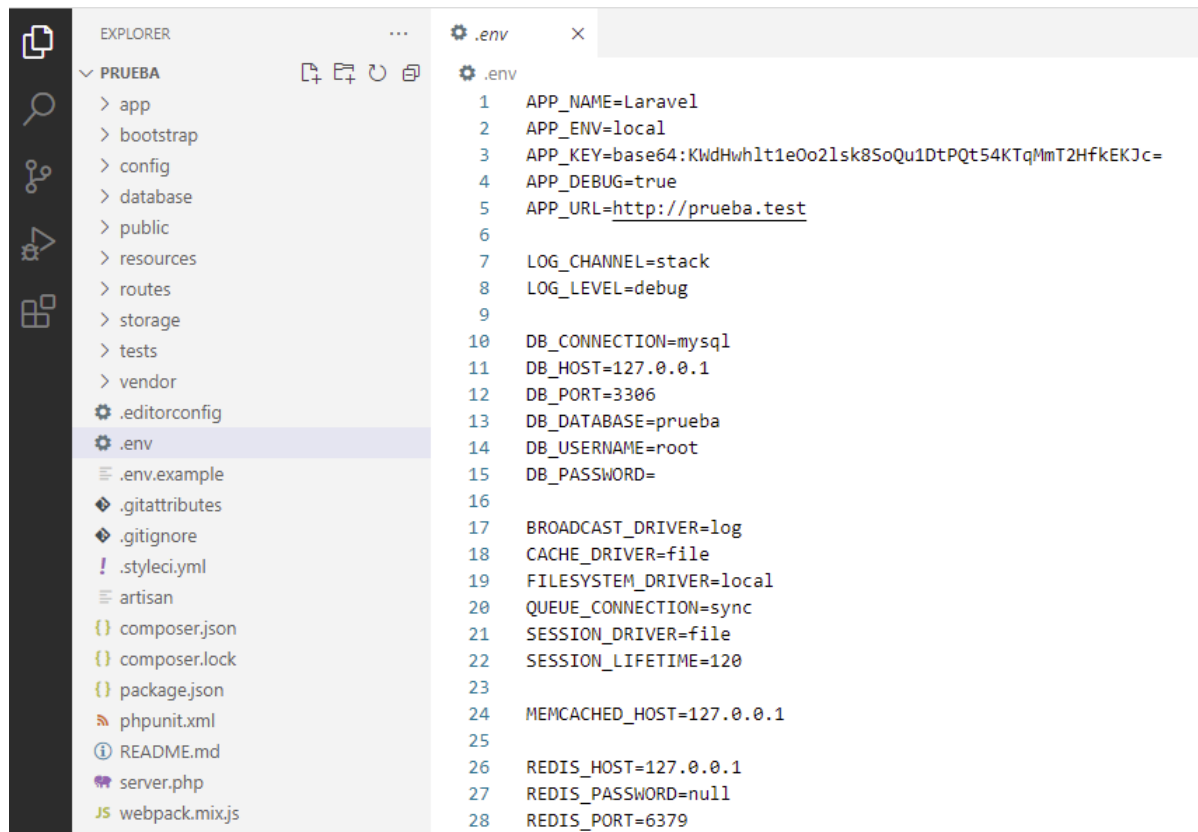 EXPLORER ...
PRUEBA
app
bootstrap
config
database
public
resources
routes
storage
tests
vendor
.editorconfig
.env
.env.example
.gitattributes
.gitignore
.styleci.yml
artisan
composer.json
composer.lock
package.json
phpunit.xml
README.md
server.php
JS webpack.mix.js
.env
.env
1 APP_NAME=Laravel
2 APP_ENV=local
3 APP_KEY=base64:KWdHwhlt1eOo2lsk8SoQu1DtPQt54KTqMmT2HfkEKJc=
4 APP_DEBUG=true
5 APP_URL=http://prueba.test
6
7 LOG_CHANNEL=stack
8 LOG_LEVEL=debug
9
10 DB_CONNECTION=mysql
11 DB_HOST=127.0.0.1
12 DB_PORT=3306
13 DB_DATABASE=prueba
14 DB_USERNAME=root
15 DB_PASSWORD=
16
17 BROADCAST_DRIVER=log
18 CACHE_DRIVER=file
19 FILESYSTEM_DRIVER=local
20 QUEUE_CONNECTION=sync
21 SESSION_DRIVER=file
22 SESSION_LIFETIME=120
23
24 MEMCACHED_HOST=127.0.0.1
25
26 REDIS_HOST=127.0.0.1
27 REDIS_PASSWORD=null
28 REDIS_PORT=6379